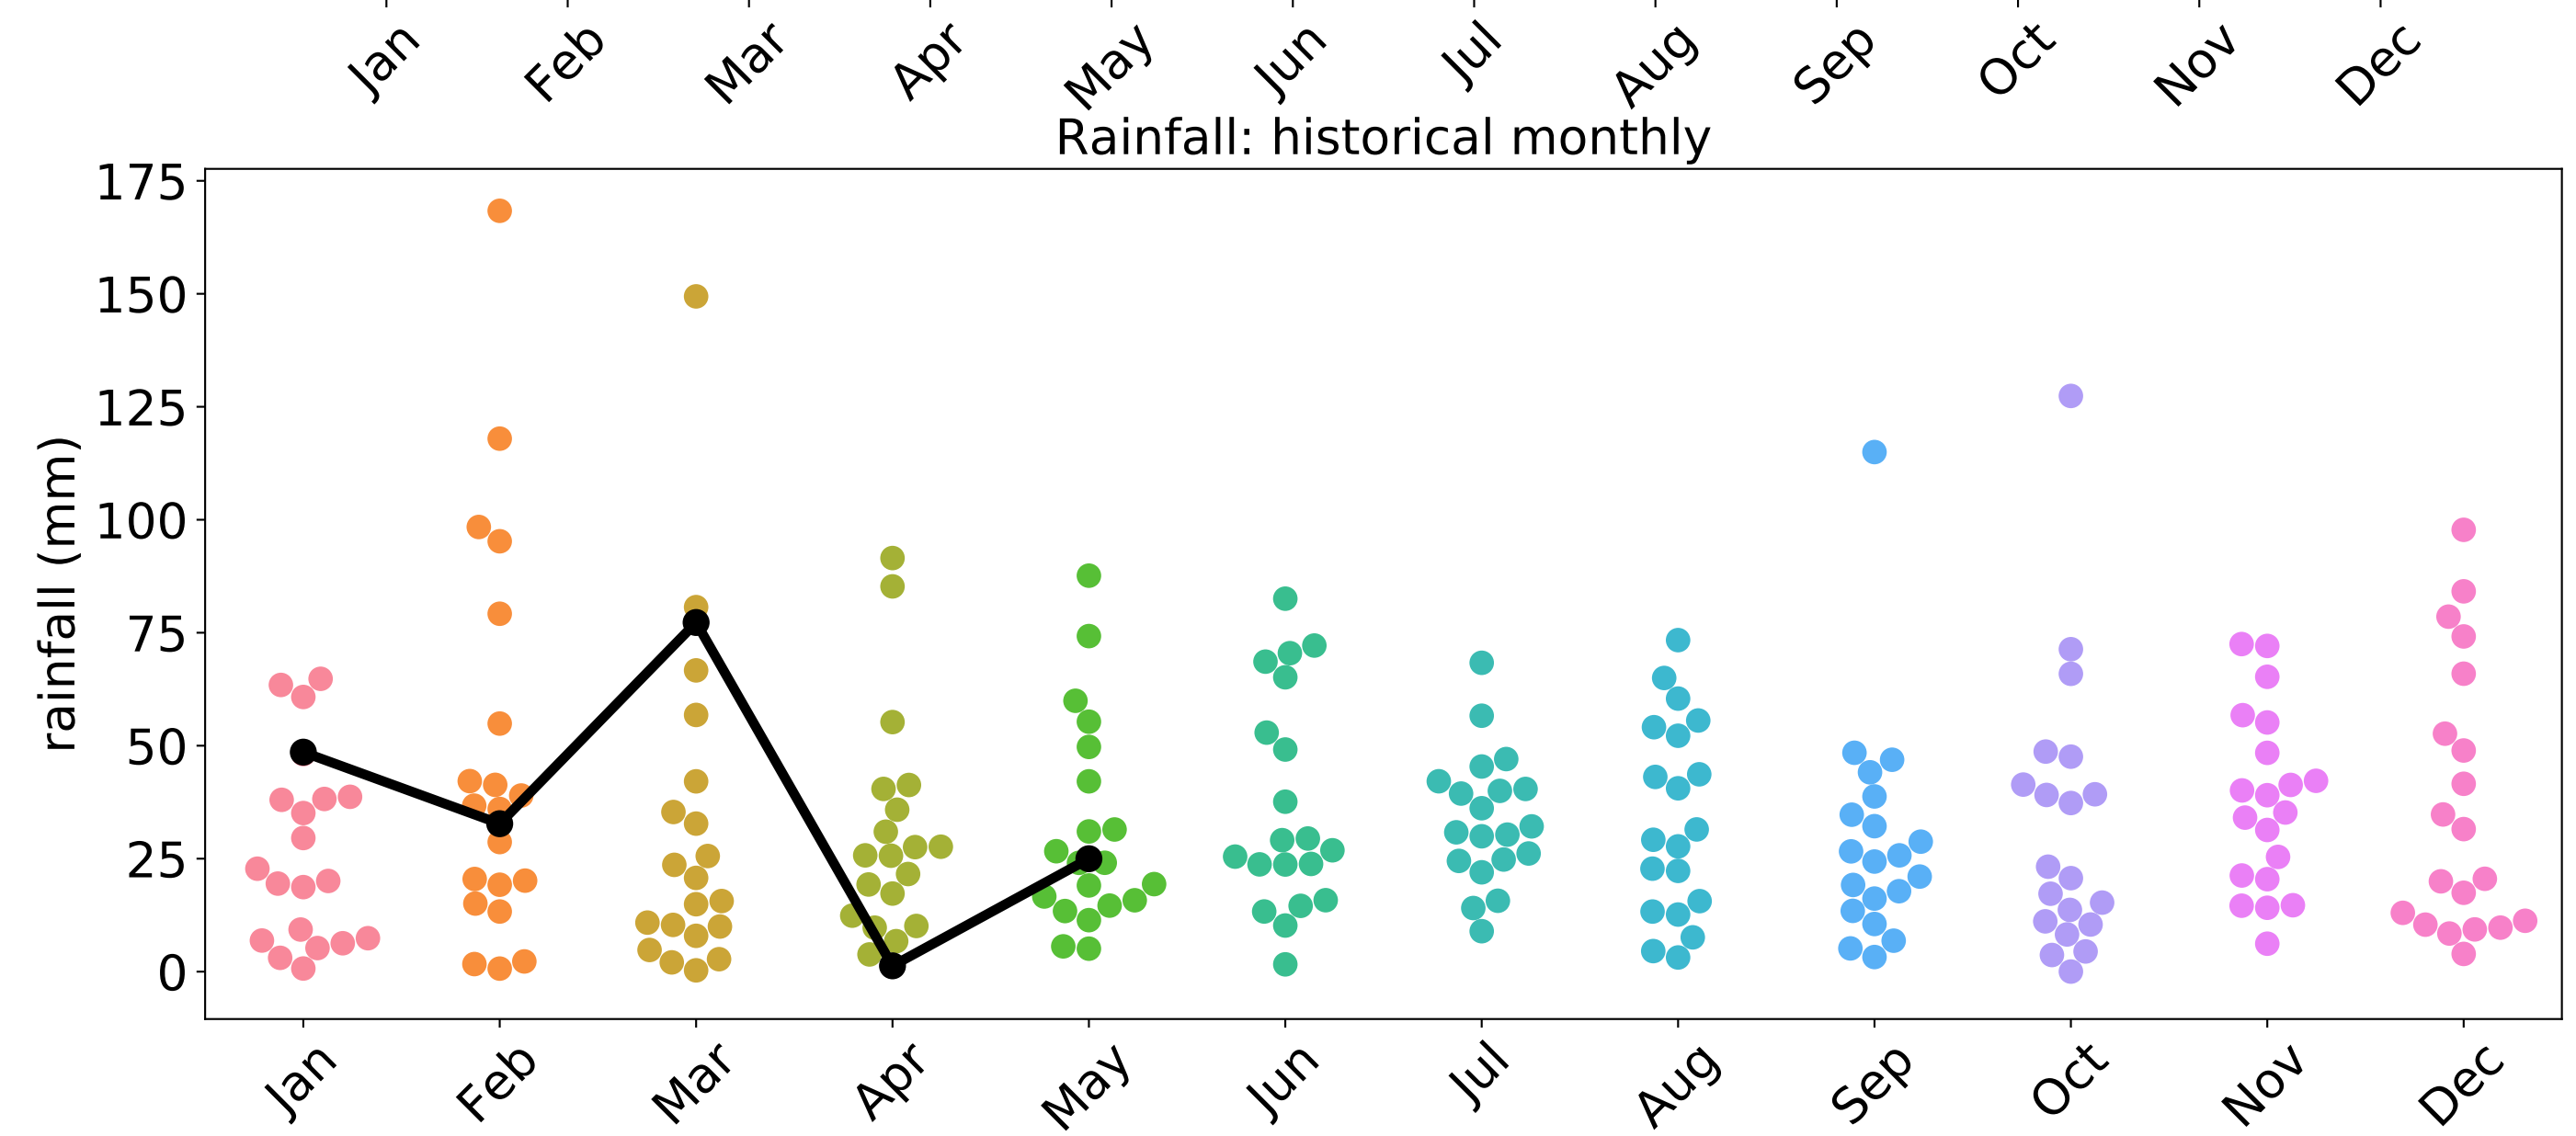 Jan Feb Mar Apr May Jun Jul Aug Sep Oct Nov Dec
Rainfall: historical monthly
rainfall (mm)
175
150
125
100
75
50
25
0
Jan Feb Mar Apr May Jun Jul Aug Sep Oct Nov Dec